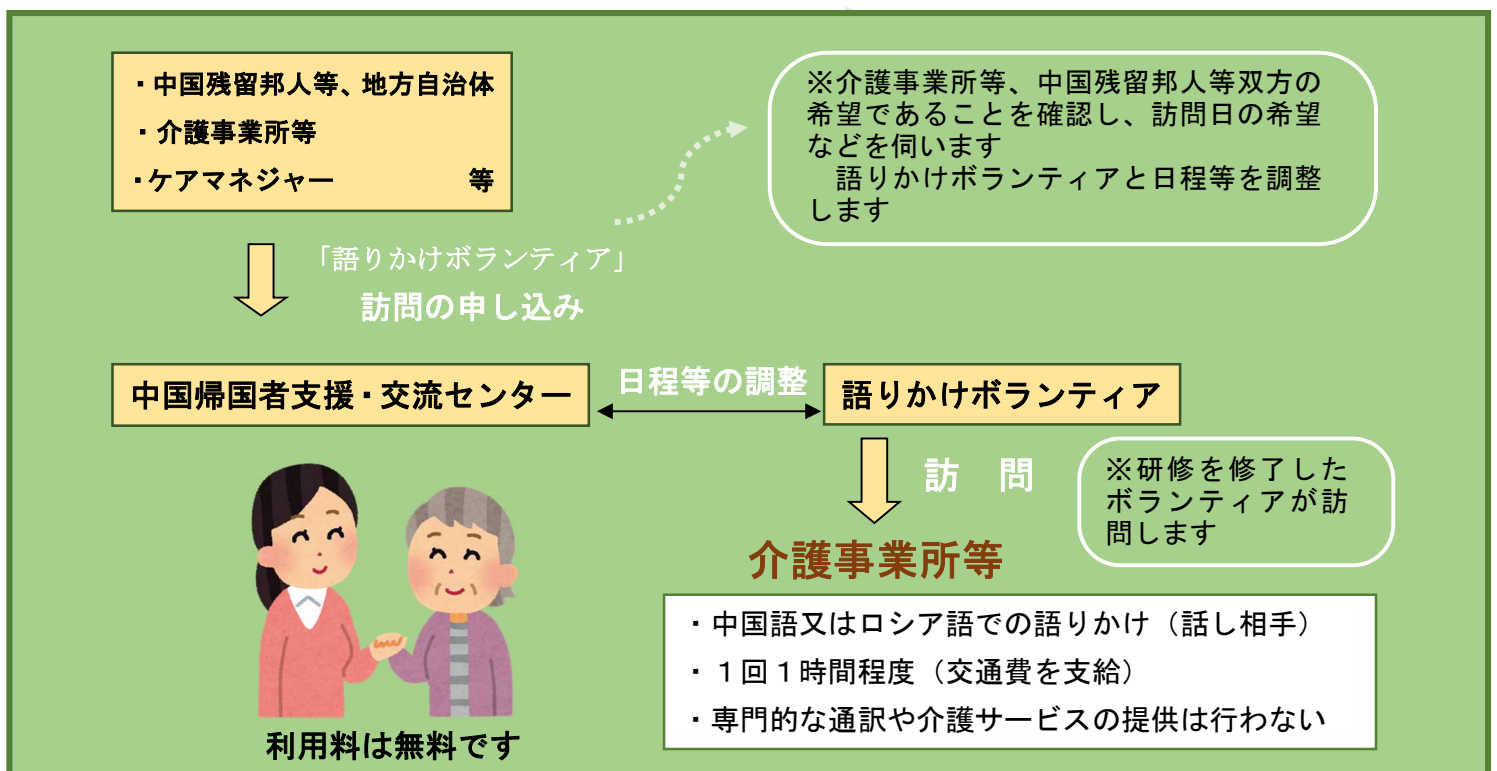 ・中国残留邦人等、地方自治体
・介護事業所等
・ケアマネジャー　　　　　等
※介護事業所等、中国残留邦人等双方の
希望であることを確認し、訪問日の希望
などを伺います
　語りかけボランティアと日程等を調整
します
「語りかけボランティア」
訪問の申し込み
中国帰国者支援・交流センター
日程等の調整
語りかけボランティア
訪　問
※研修を修了した
ボランティアが訪
問します
介護事業所等
・中国語又はロシア語での語りかけ（話し相手）
・１回１時間程度（交通費を支給）
・専門的な通訳や介護サービスの提供は行わない
利用料は無料です